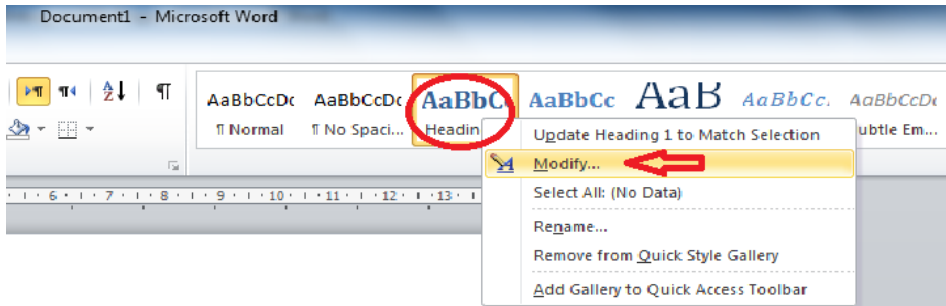 Document1 - Microsoft Word
AaBbCcDc AaBbCcDc AaBbC AaBbCc AaB AaBbCc. AaBbCcDc
¶ Normal ¶ No Spaci... Headin ubtle Em...
Update Heading 1 to Match Selection
Modify...
Select All: (No Data)
6 7 8 9 10 11 12 13
Rename...
Remove from Quick Style Gallery
Add Gallery to Quick Access Toolbar